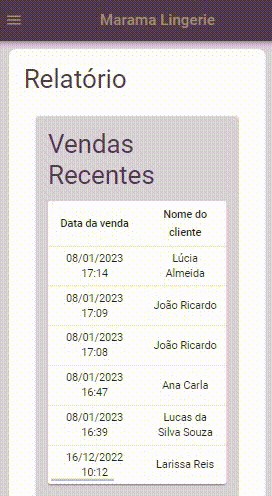 Marama Lingerie
Relatório
Vendas
Recentes
Data da venda
Nome do
cliente
08/01/2023
17:14
Lúcia
Almeida
08/01/2023
17:09
João Ricardo
08/01/2023
17:08
João Ricardo
08/01/2023
16:47
Ana Carla
08/01/2023
16:39
Lucas da
Silva Souza
16/12/2022
10:12
Larissa Reis